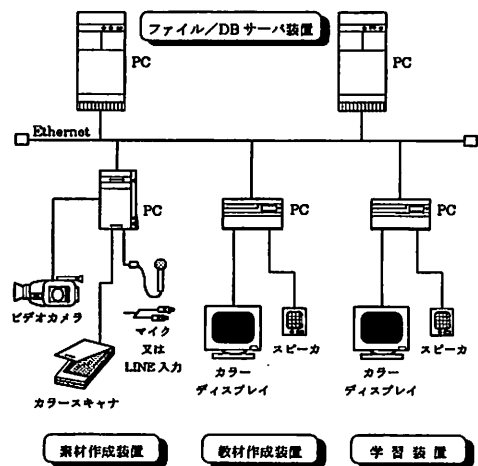 ファイル/DBサーバ装置
PC
PC
Ethernet
PC
PC
PC
ビデオカメラ
マイク
又は
LINE入力
カラースキャナ
カラー
ディスプレイ
スピーカ
カラー
ディスプレイ
スピーカ
素材作成装置
教材作成装置
学習装置